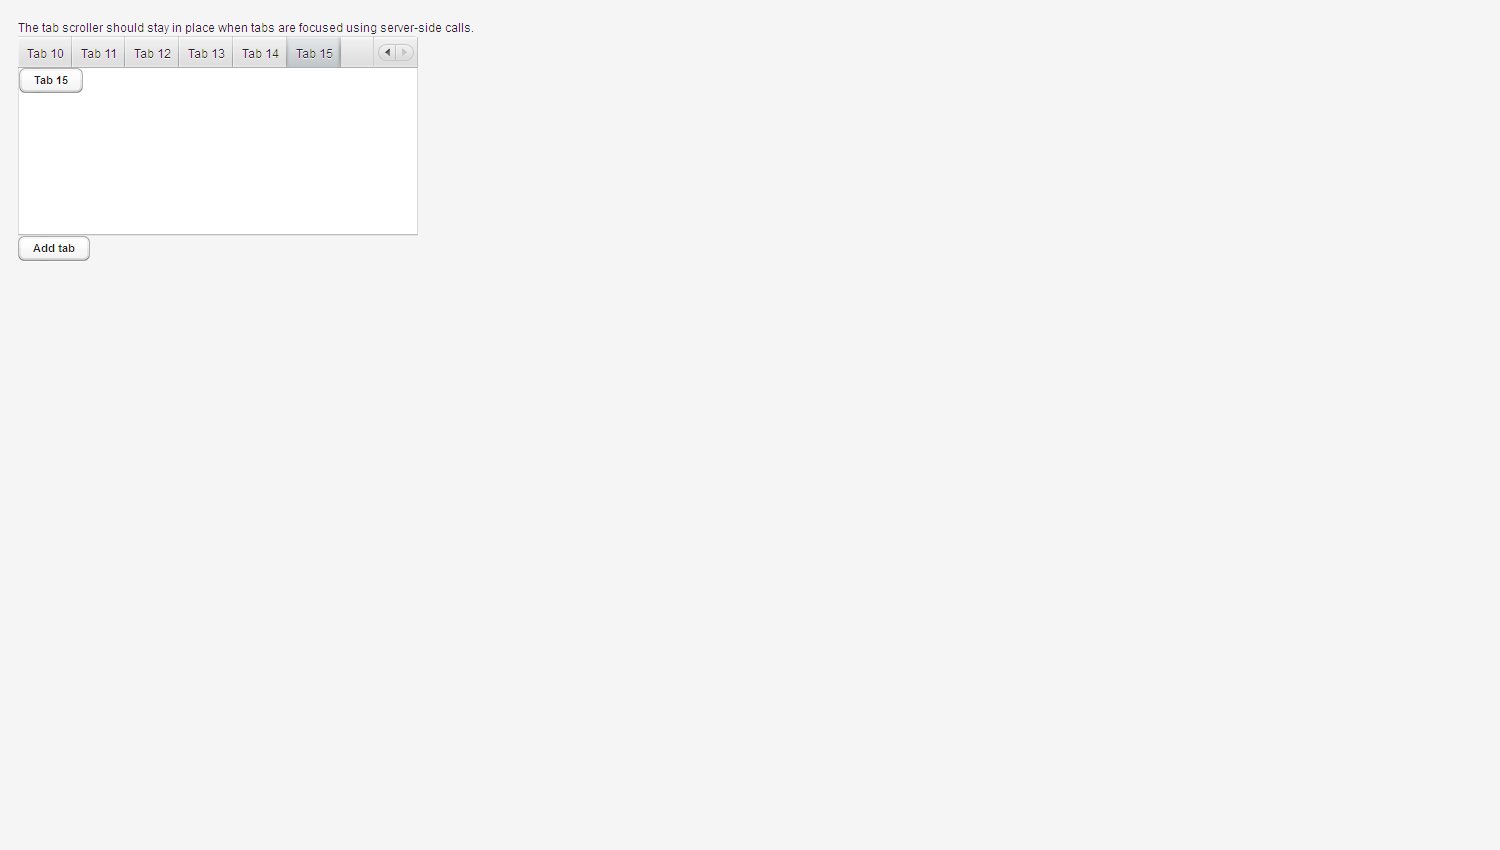 The tab scroller should stay in place when tabs are focused using server-side calls.
Tab 10 Tab 11 Tab 12 Tab 13 Tab 14 Tab 15
Tab 15
Add tab